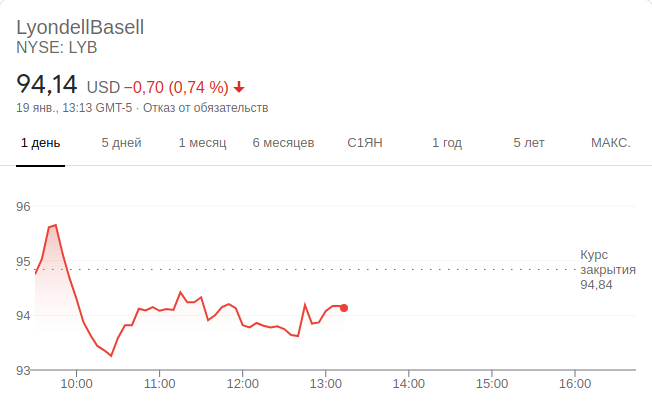 LyondellBasell
NYSE: LYB
94,14 USD −0,70 (0,74 %)
19 янв., 13:13 GMT-5 · Отказ от обязательств
1 день 5 дней 1 месяц 6 месяцев С1ЯН 1 год 5 лет МАКС.
96
95
94
93
Курс
закрытия
94,84
10:00 11:00 12:00 13:00 14:00 15:00 16:00